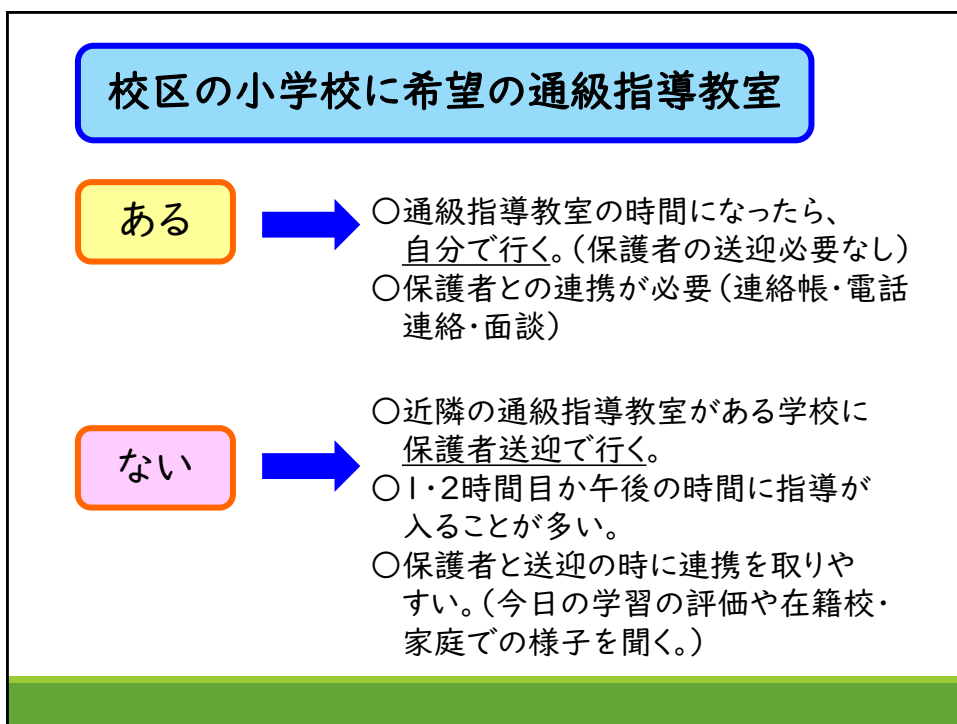 校区の小学校に希望の通級指導教室
ある
○通級指導教室の時間になったら、
自分で行く。(保護者の送迎必要なし)
○保護者との連携が必要(連絡帳・電話
連絡・面談)
ない
○近隣の通級指導教室がある学校に
保護者送迎で行く。
○1・2時間目か午後の時間に指導が
入ることが多い。
○保護者と送迎の時に連携を取りや
すい。(今日の学習の評価や在籍校・
家庭での様子を聞く。)